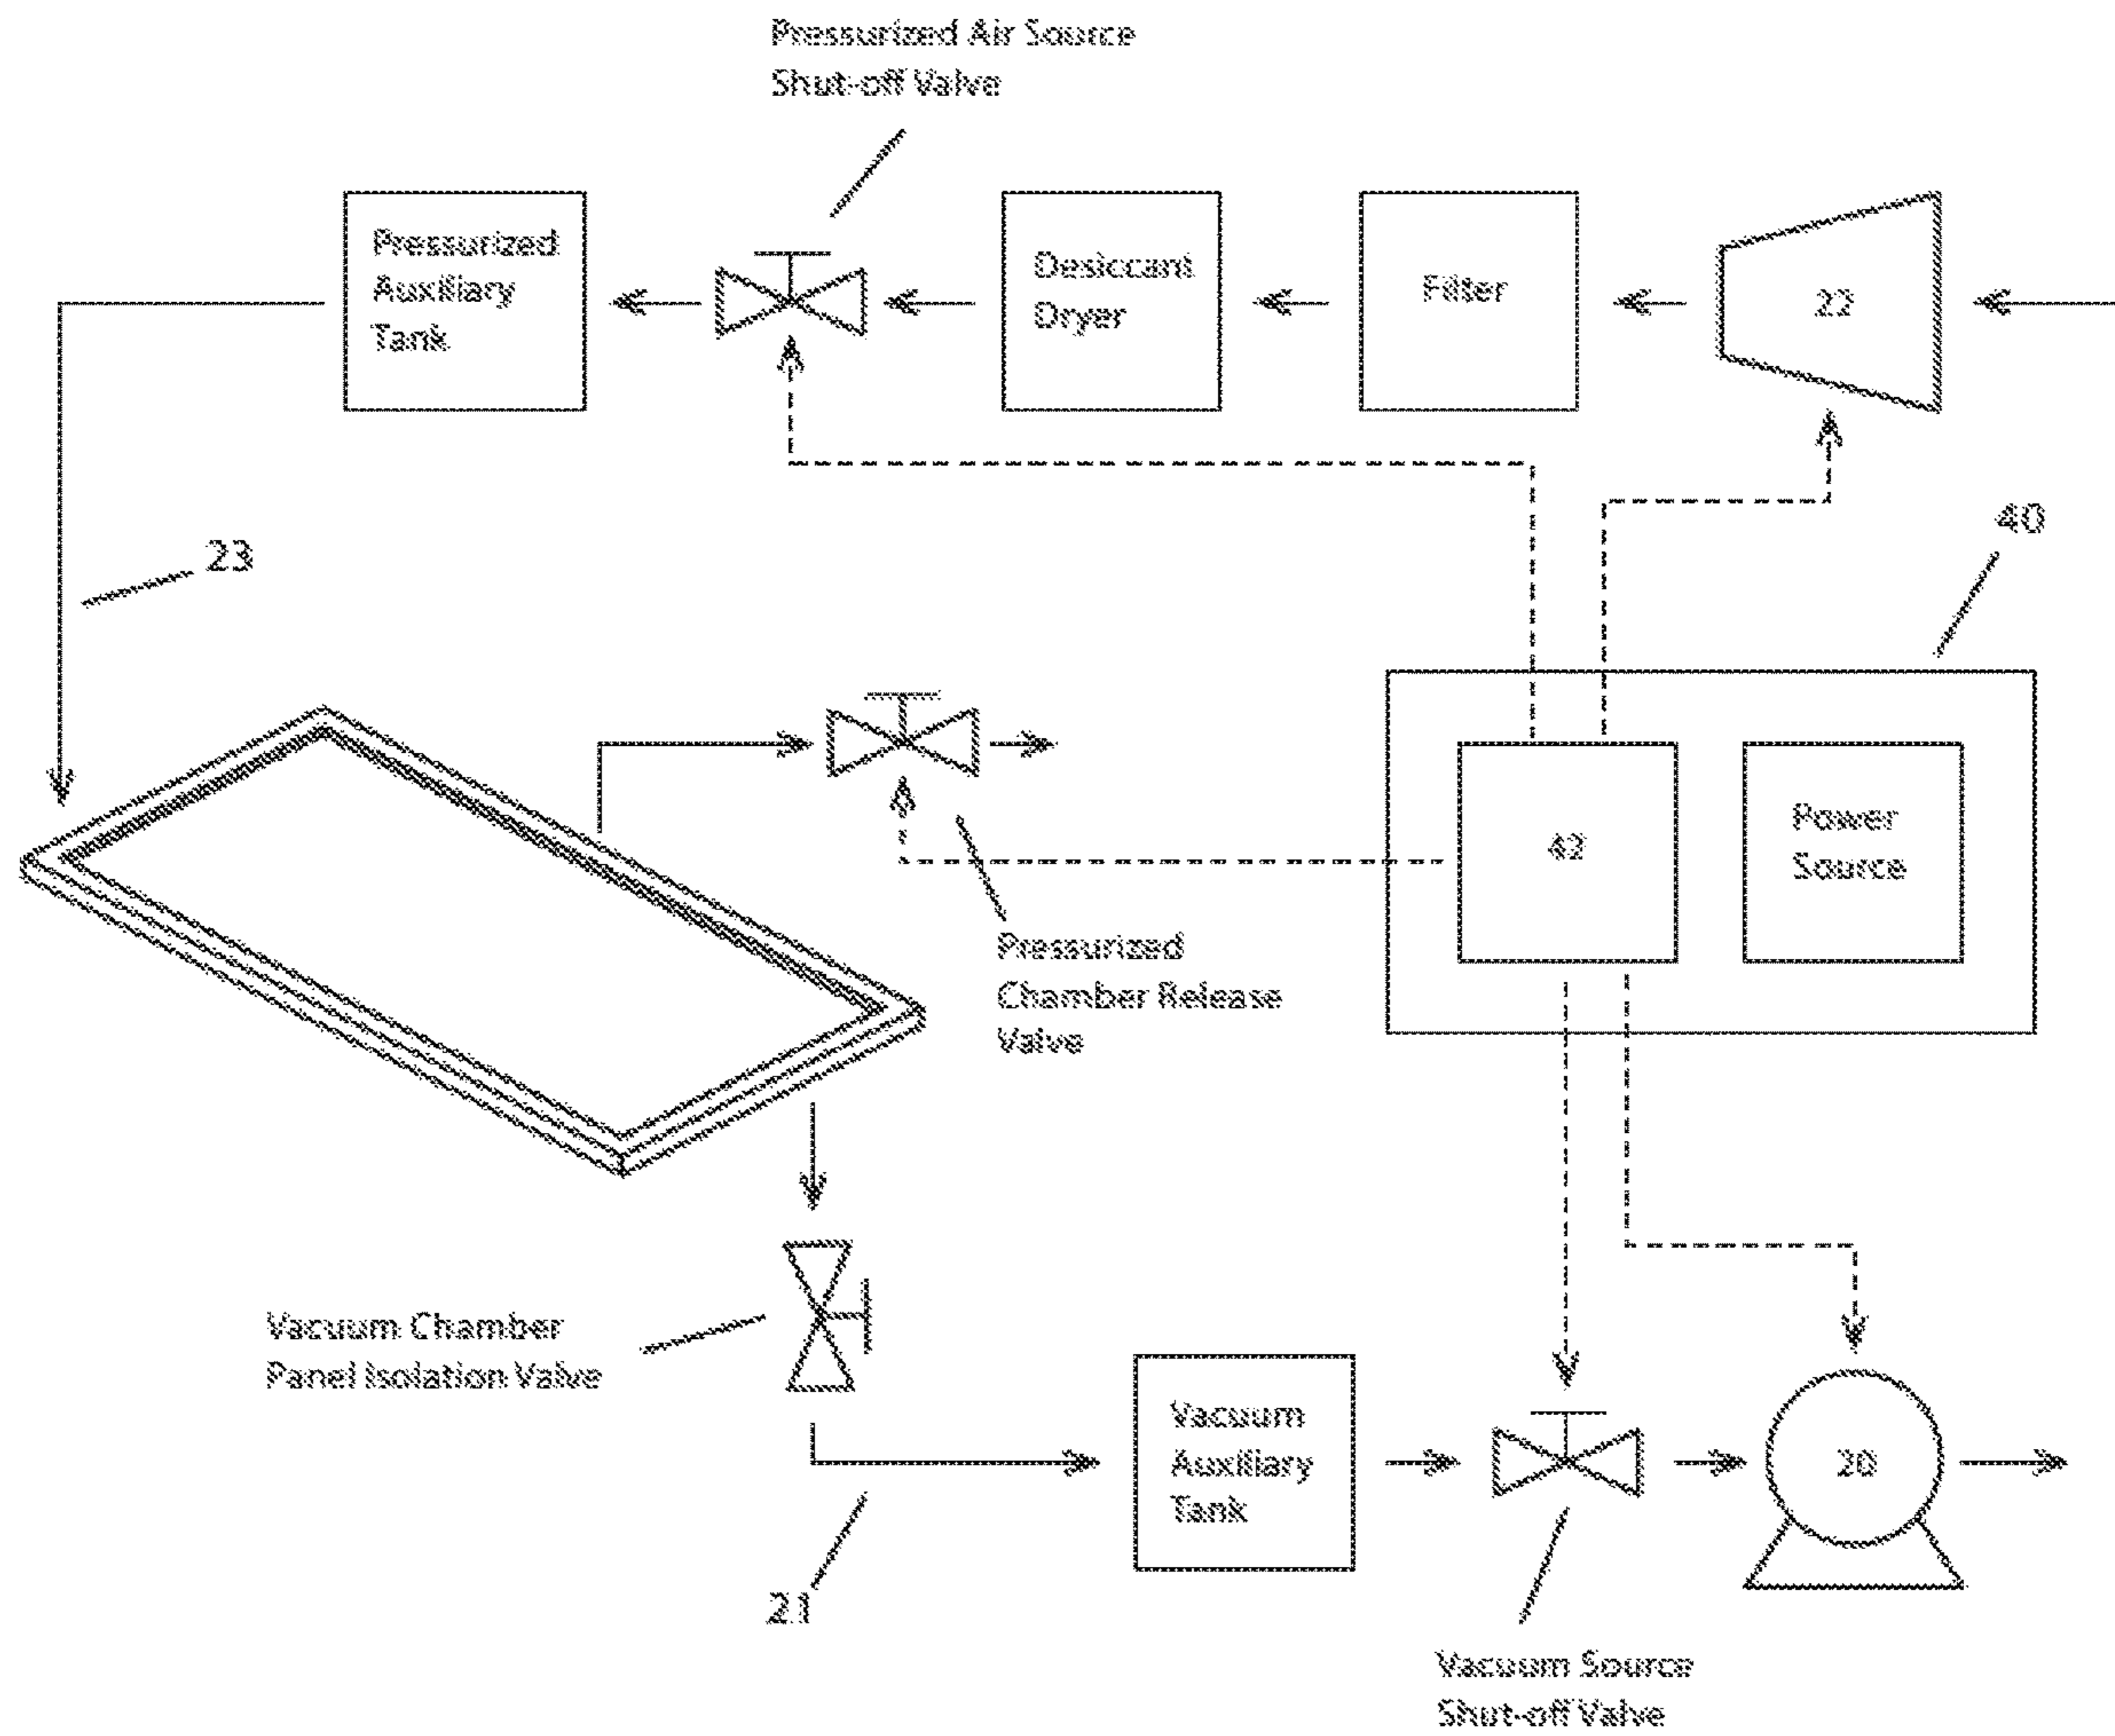 Pressurized Air Source
Shut-off Valve
Pressurized
Auxiliary
Tank
Desiccant
Dryer
Filter
22
23
40
42
Power
Source
Pressurized
Chamber Release
Valve
Vacuum Chamber
Panel Isolation Valve
Vacuum
Auxiliary
Tank
20
21
Vacuum Source
Shut-off Valve